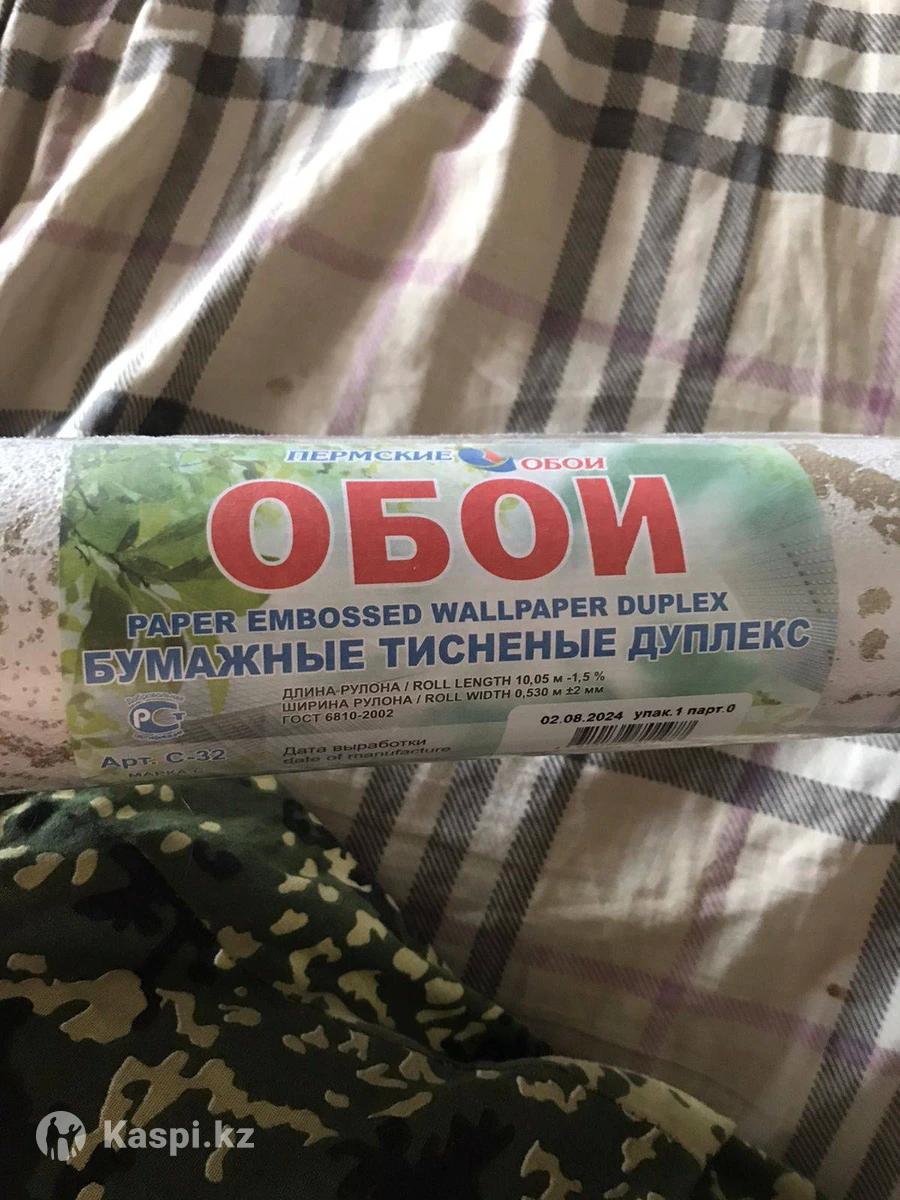 ПЕРМСКИЕ ОБОИ
ОБОИ
PAPER EMBOSSED WALLPAPER DUPLEX
БУМАЖНЫЕ ТИСНЕНЫЕ ДУПЛЕКС
ДЛИНА РУЛОНА / ROLL LENGTH 10,05 м -1,5 %
ШИРИНА РУЛОНА / ROLL WIDTH 0,530 м ±2 мм
ГОСТ 6810-2002
02.08.2024 упак.1 парт.0
РСТ
Арт. С-32
Дата выработки
date of manufacture
МАРКА
Kaspi.kz